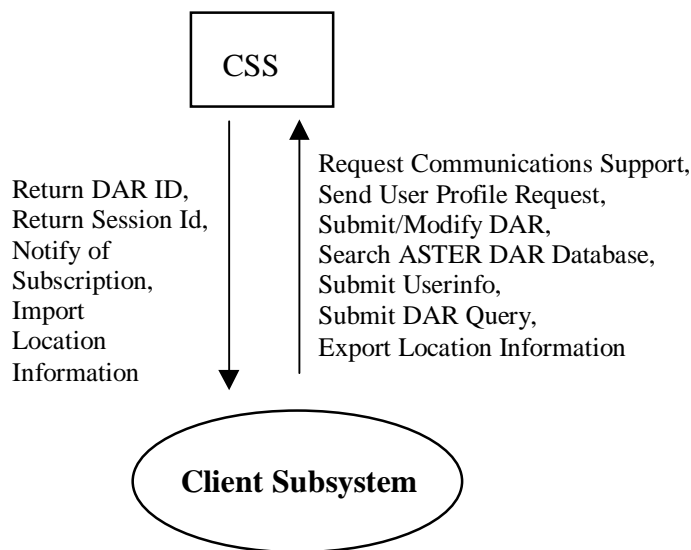 CSS
Return DAR ID,
Return Session Id,
Notify of
Subscription,
Import
Location
Information
Request Communications Support,
Send User Profile Request,
Submit/Modify DAR,
Search ASTER DAR Database,
Submit Userinfo,
Submit DAR Query,
Export Location Information
Client Subsystem